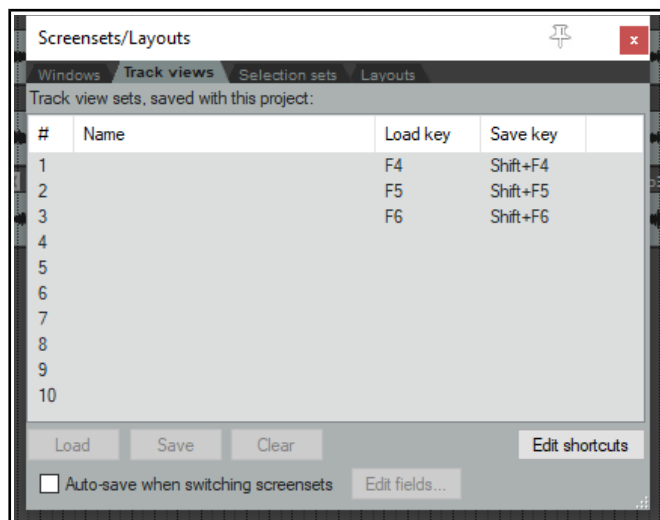 Screensets/Layouts
x
Windows Track views Selection sets Layouts
Track view sets, saved with this project:
# Name Load key Save key
1 F4 Shift+F4
2 F5 Shift+F5
3 F6 Shift+F6
4
5
6
7
8
9
10
Load Save Clear Edit shortcuts
Auto-save when switching screensets Edit fields...